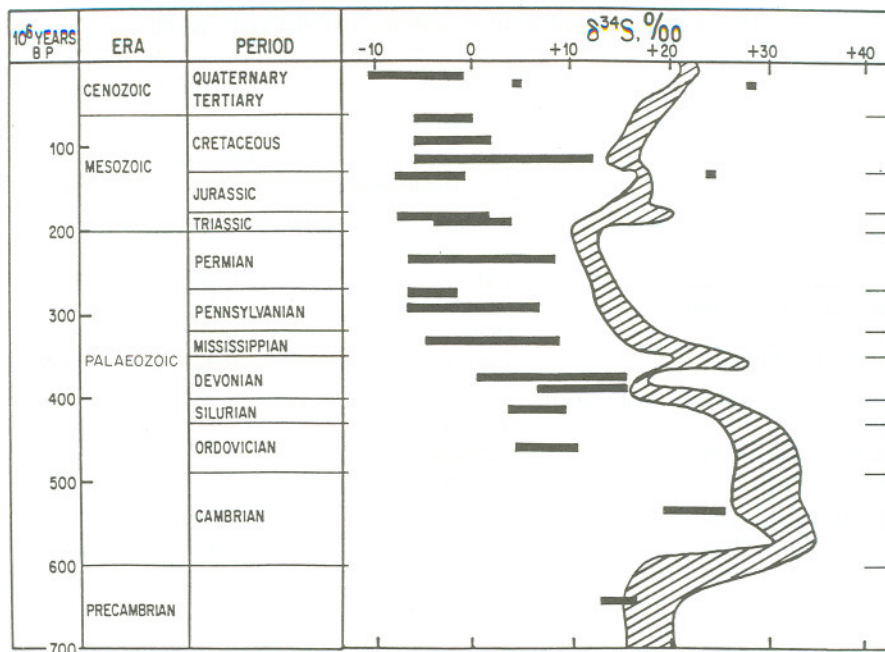 10⁶ YEARS B P
ERA
PERIOD
δ³⁴S, ‰
-10
0
+10
+20
+30
+40
CENOZOIC
QUATERNARY
TERTIARY
100
MESOZOIC
CRETACEOUS
JURASSIC
TRIASSIC
200
PERMIAN
300
PENNSYLVANIAN
MISSISSIPPIAN
PALAEOZOIC
DEVONIAN
400
SILURIAN
ORDOVICIAN
500
CAMBRIAN
600
PRECAMBRIAN
700